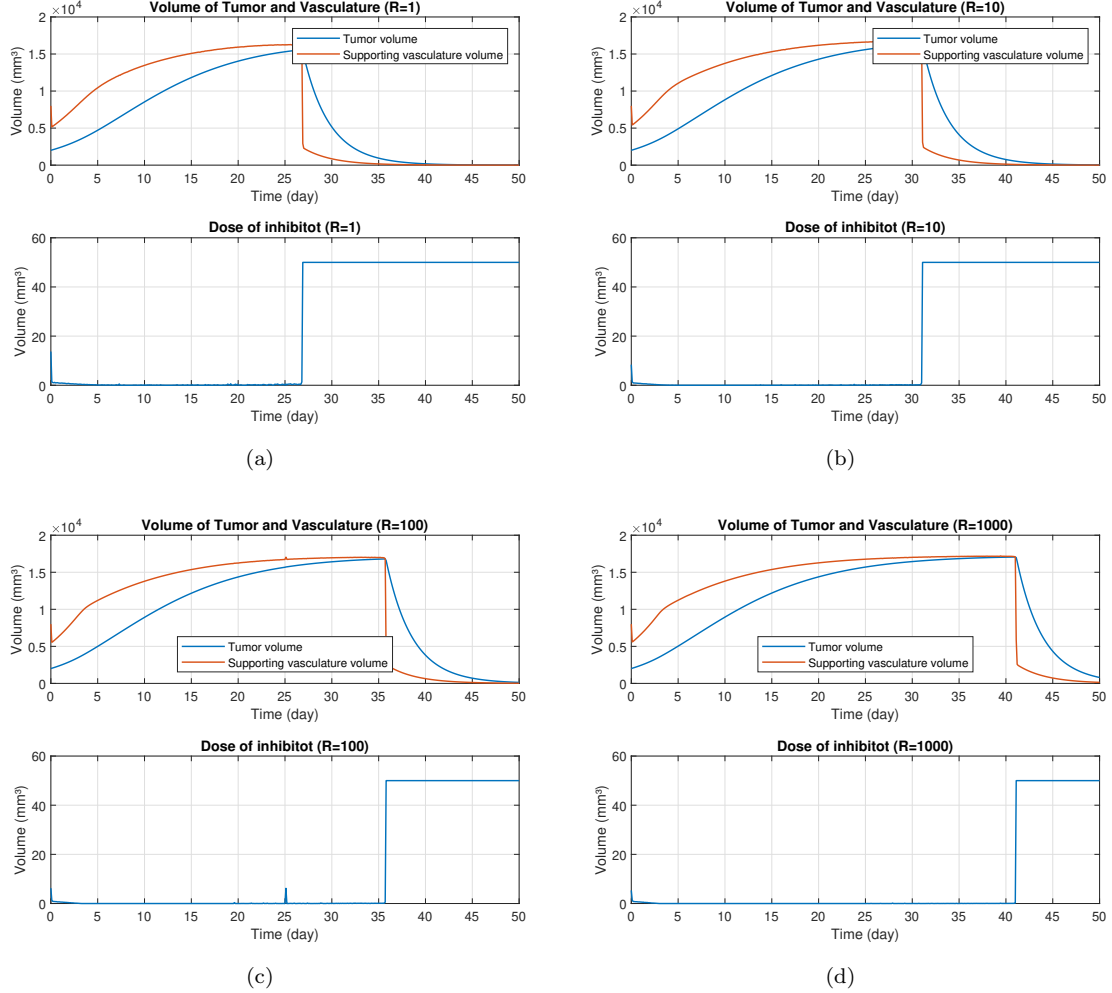 Volume of Tumor and Vasculature (R=1)
×10⁴
2
1.5
1
0.5
0
Volume (mm³)
Tumor volume
Supporting vasculature volume
0 5 10 15 20 25 30 35 40 45 50
Time (day)
Dose of inhibitot (R=1)
60
40
20
0
Volume (mm³)
0 5 10 15 20 25 30 35 40 45 50
Time (day)
(a)
Volume of Tumor and Vasculature (R=10)
×10⁴
2
1.5
1
0.5
0
Volume (mm³)
Tumor volume
Supporting vasculature volume
0 5 10 15 20 25 30 35 40 45 50
Time (day)
Dose of inhibitot (R=10)
60
40
20
0
Volume (mm³)
0 5 10 15 20 25 30 35 40 45 50
Time (day)
(b)
Volume of Tumor and Vasculature (R=100)
×10⁴
2
1.5
1
0.5
0
Volume (mm³)
Tumor volume
Supporting vasculature volume
0 5 10 15 20 25 30 35 40 45 50
Time (day)
Dose of inhibitot (R=100)
60
40
20
0
Volume (mm³)
0 5 10 15 20 25 30 35 40 45 50
Time (day)
(c)
Volume of Tumor and Vasculature (R=1000)
×10⁴
2
1.5
1
0.5
0
Volume (mm³)
Tumor volume
Supporting vasculature volume
0 5 10 15 20 25 30 35 40 45 50
Time (day)
Dose of inhibitot (R=1000)
60
40
20
0
Volume (mm³)
0 5 10 15 20 25 30 35 40 45 50
Time (day)
(d)